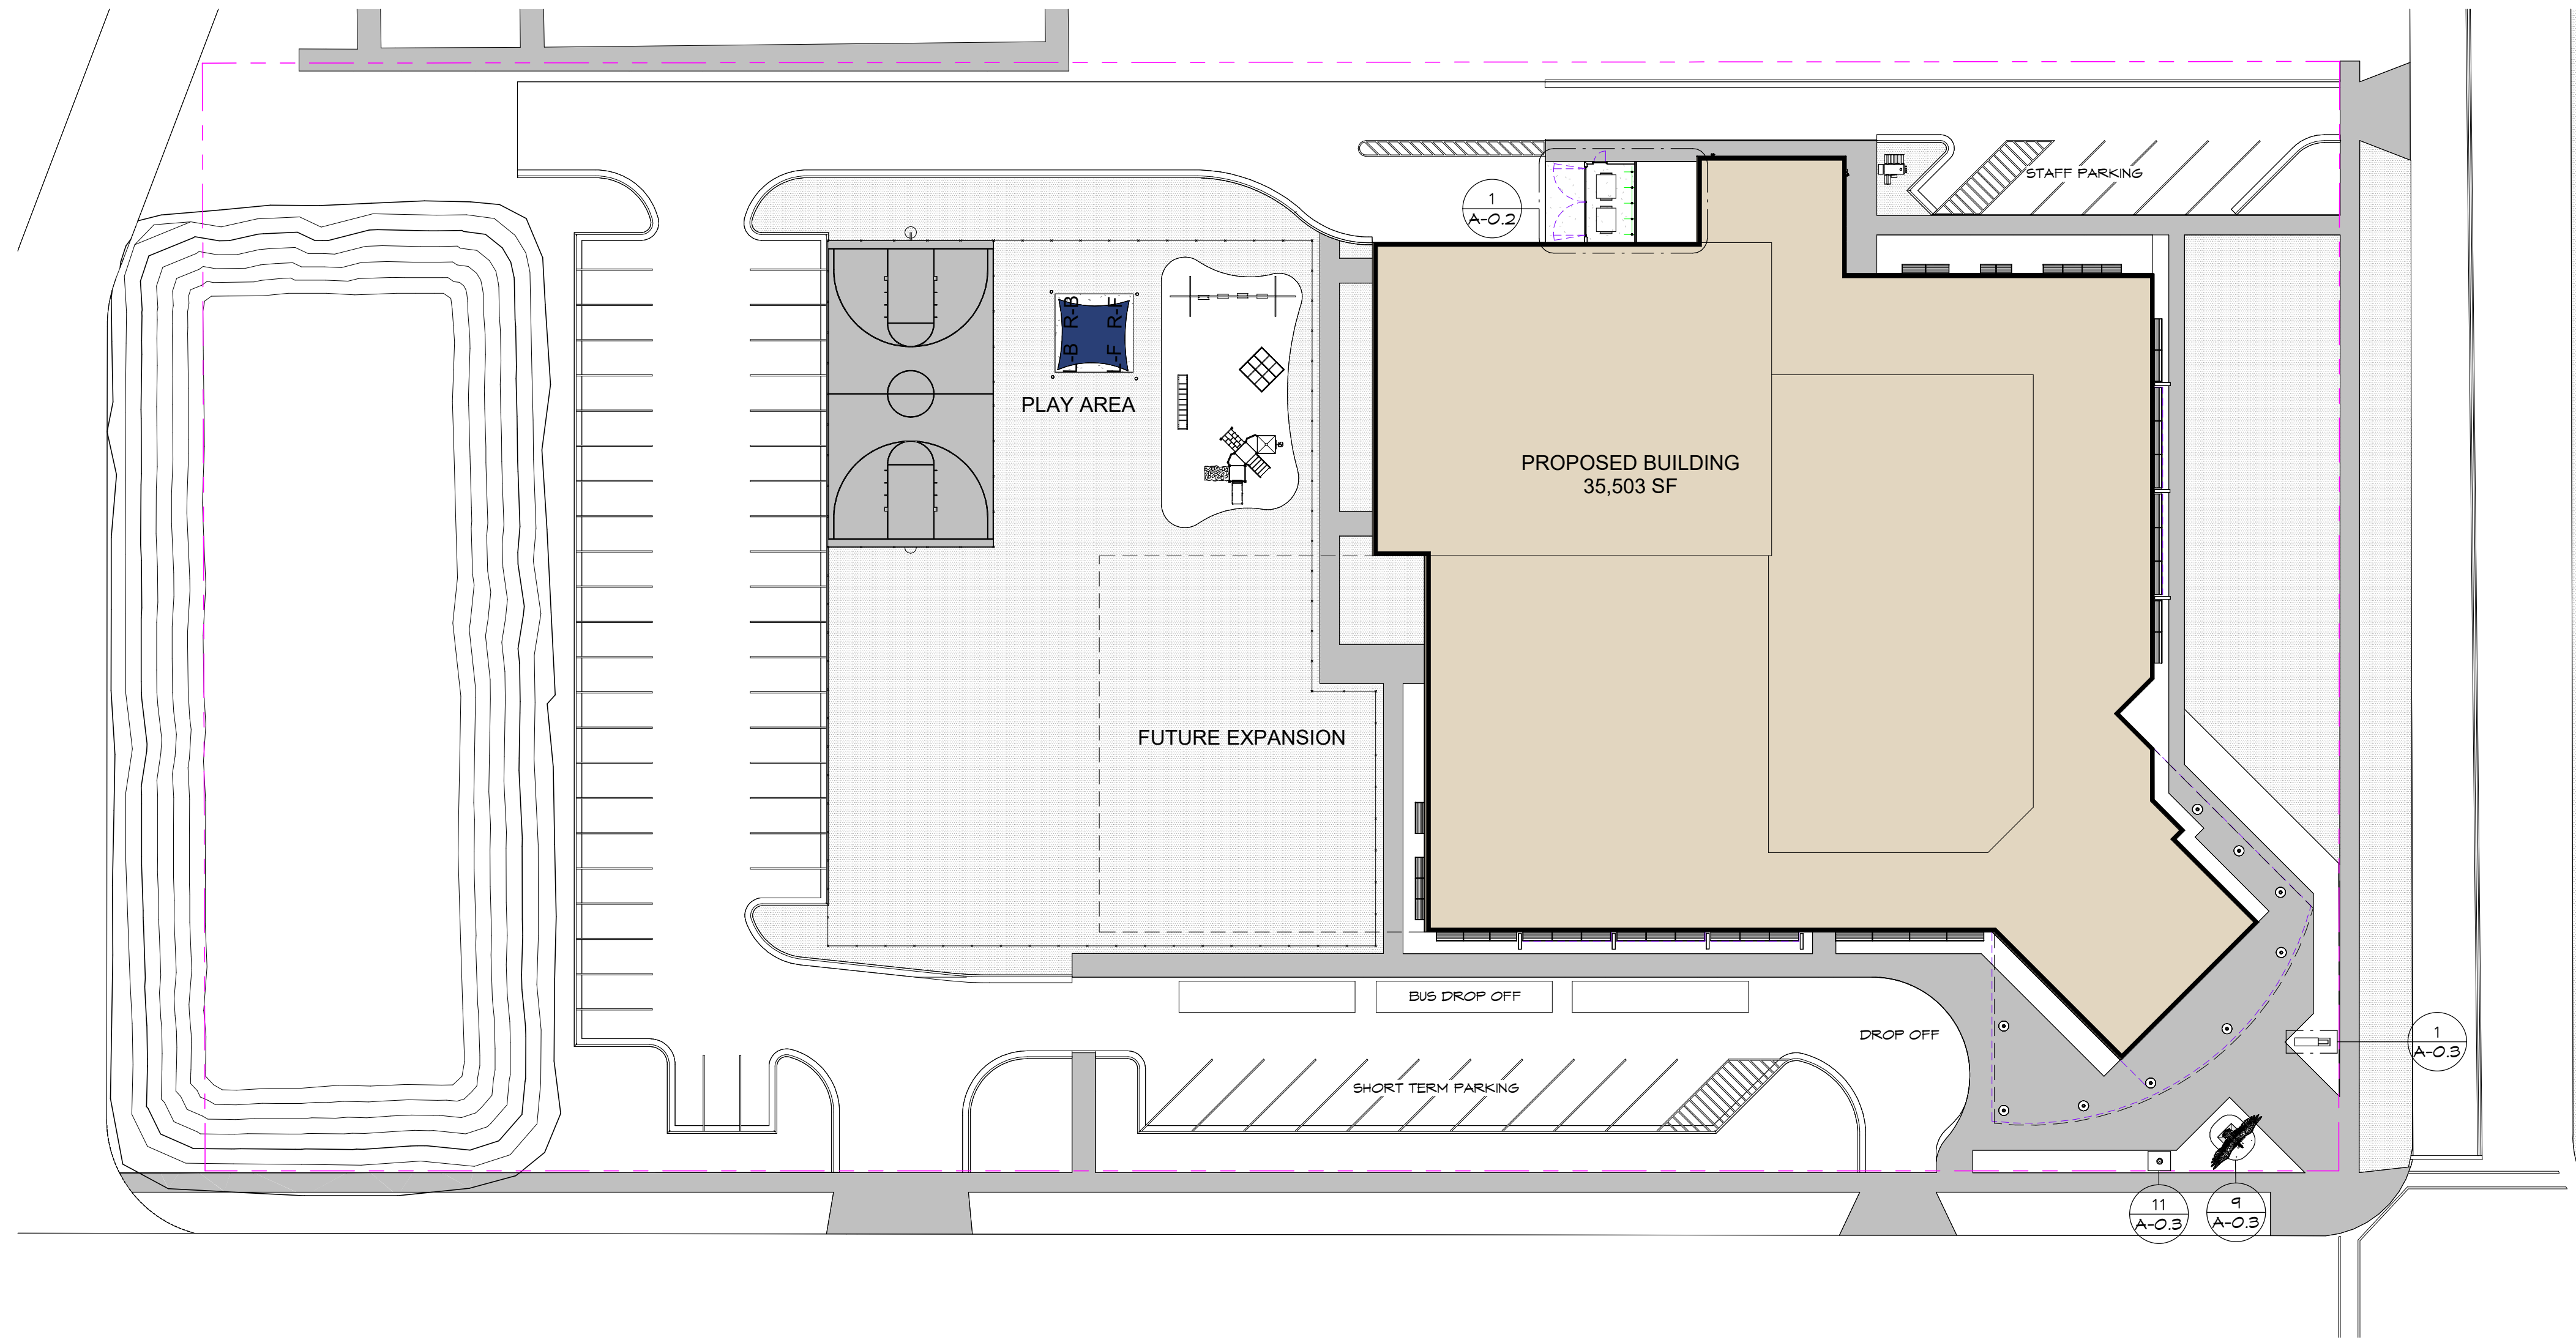 STAFF PARKING
1
A-0.2
R-B
R-F
L-B
L-F
PLAY AREA
PROPOSED BUILDING
35,503 SF
FUTURE EXPANSION
BUS DROP OFF
DROP OFF
1
A-0.3
SHORT TERM PARKING
11
A-0.3
9
A-0.3